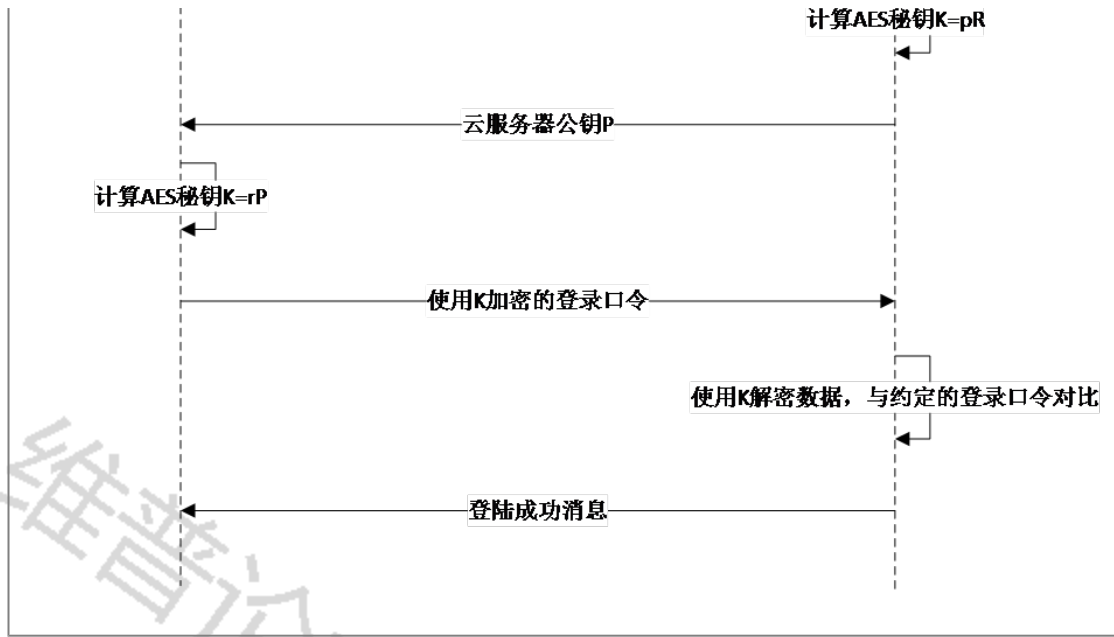 计算AES秘钥K=pR
云服务器公钥P
计算AES秘钥K=rP
使用K加密的登录口令
使用K解密数据，与约定的登录口令对比
登陆成功消息
维普论